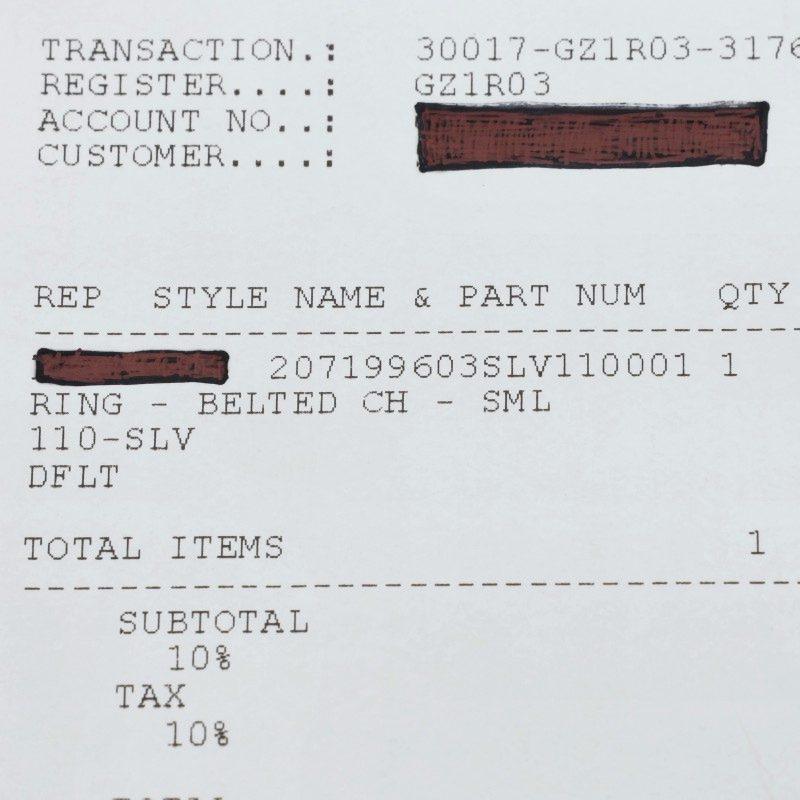 TRANSACTION.: 30017-GZ1R03-3176
REGISTER....: GZ1R03
ACCOUNT NO..:
CUSTOMER....:
REP STYLE NAME & PART NUM QTY
207199603SLV110001 1
RING - BELTED CH - SML
110-SLV
DFLT
TOTAL ITEMS 1
SUBTOTAL
10%
TAX
10%